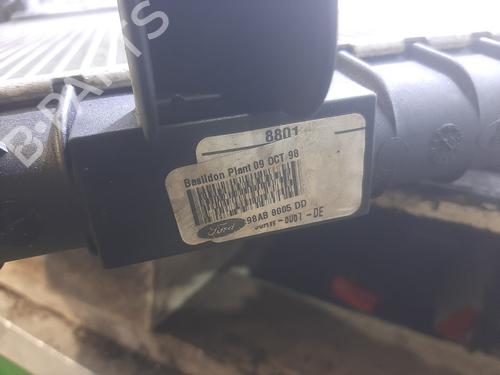 B-PARTS
8801
Basildon Plant 09 OCT 98
98AB 8005 DD
Ford